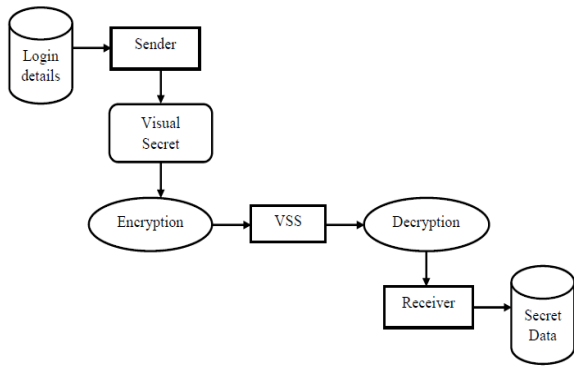 Login
details
Sender
Visual
Secret
Encryption
VSS
Decryption
Receiver
Secret
Data